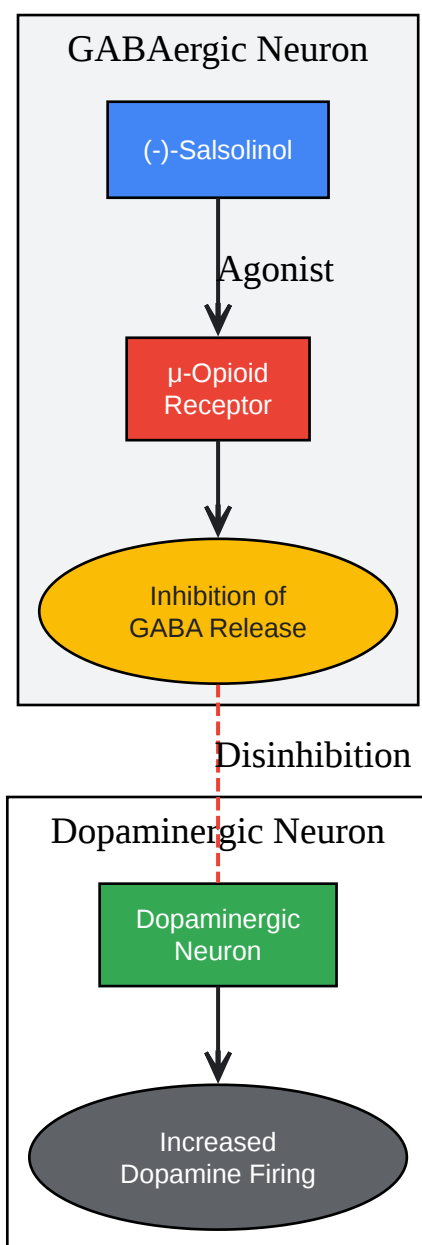 GABAergic Neuron
(-)-Salsolinol
Agonist
μ-Opioid
Receptor
Inhibition of
GABA Release
Disinhibition
Dopaminergic Neuron
Dopaminergic
Neuron
Increased
Dopamine Firing